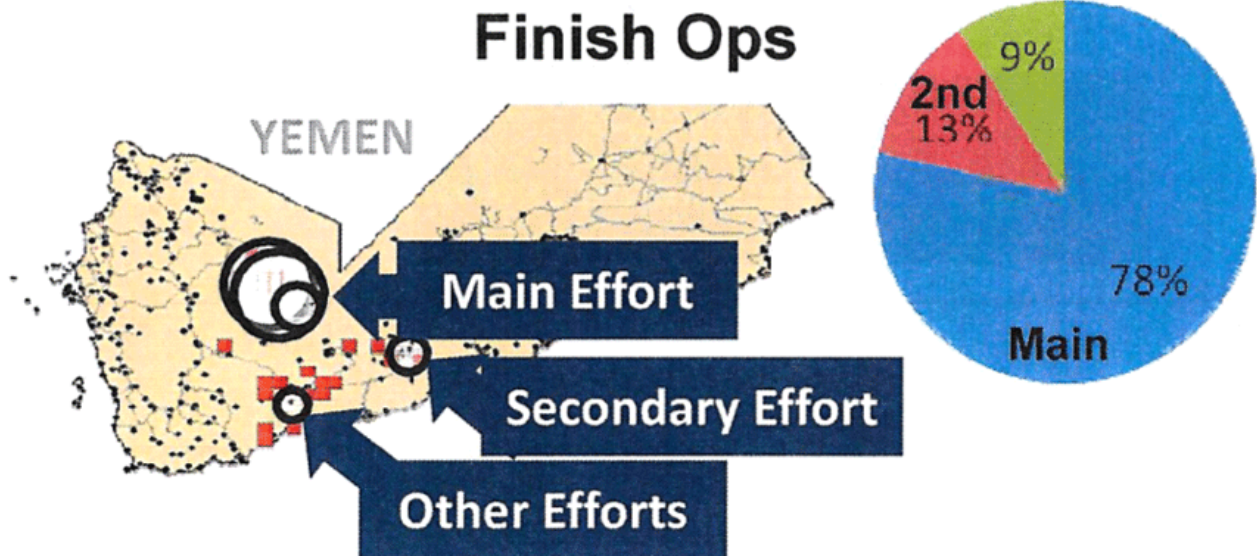 Finish Ops
YEMEN
9%
2nd
13%
78%
Main
Main Effort
Secondary Effort
Other Efforts